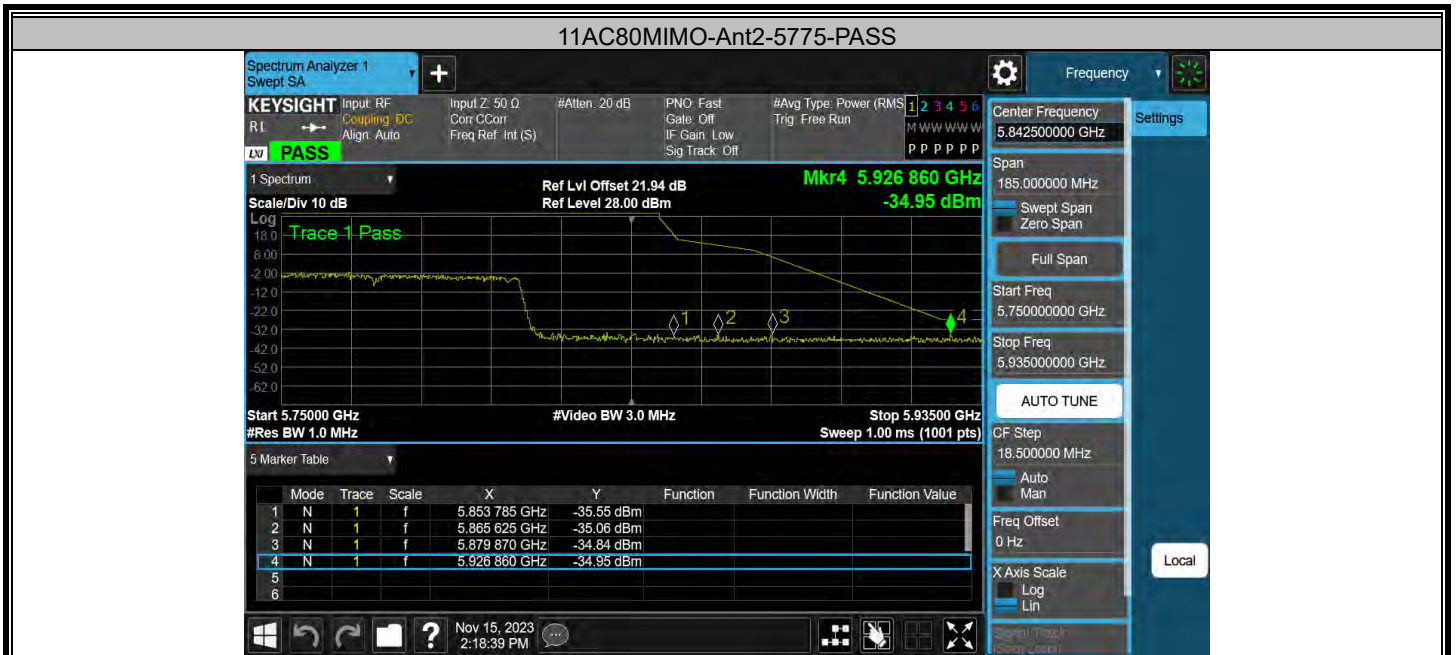 11AC80MIMO-Ant2-5775-PASS
Spectrum Analyzer 1
Swept SA
Frequency
KEYSIGHT
RL
LXI
PASS
Input: RF
Coupling: DC
Align: Auto
Input Z: 50 Ω
Corr CCorr
Freq Ref: Int (S)
#Atten: 20 dB
PNO: Fast
Gate: Off
IF Gain: Low
Sig Track: Off
#Avg Type: Power (RMS
Trig: Free Run
1 2 3 4 5 6
M W W W W W
P P P P P P
1 Spectrum
Scale/Div 10 dB
Ref Lvl Offset 21.94 dB
Ref Level 28.00 dBm
Mkr4 5.926 860 GHz
-34.95 dBm
Log
Trace 1 Pass
18.0
8.00
-2.00
-12.0
-22.0
-32.0
-42.0
-52.0
-62.0
1
2
3
4
Start 5.75000 GHz
#Res BW 1.0 MHz
#Video BW 3.0 MHz
Stop 5.93500 GHz
Sweep 1.00 ms (1001 pts)
5 Marker Table
Mode Trace Scale X Y Function Function Width Function Value
1 N 1 f 5.853 785 GHz -35.55 dBm
2 N 1 f 5.865 625 GHz -35.06 dBm
3 N 1 f 5.879 870 GHz -34.84 dBm
4 N 1 f 5.926 860 GHz -34.95 dBm
5
6
Nov 15, 2023
2:18:39 PM
Center Frequency
5.842500000 GHz
Span
185.000000 MHz
Swept Span
Zero Span
Full Span
Start Freq
5.750000000 GHz
Stop Freq
5.935000000 GHz
AUTO TUNE
CF Step
18.500000 MHz
Auto
Man
Freq Offset
0 Hz
X Axis Scale
Log
Lin
Signal Track
(Span Zoom)
Settings
Local